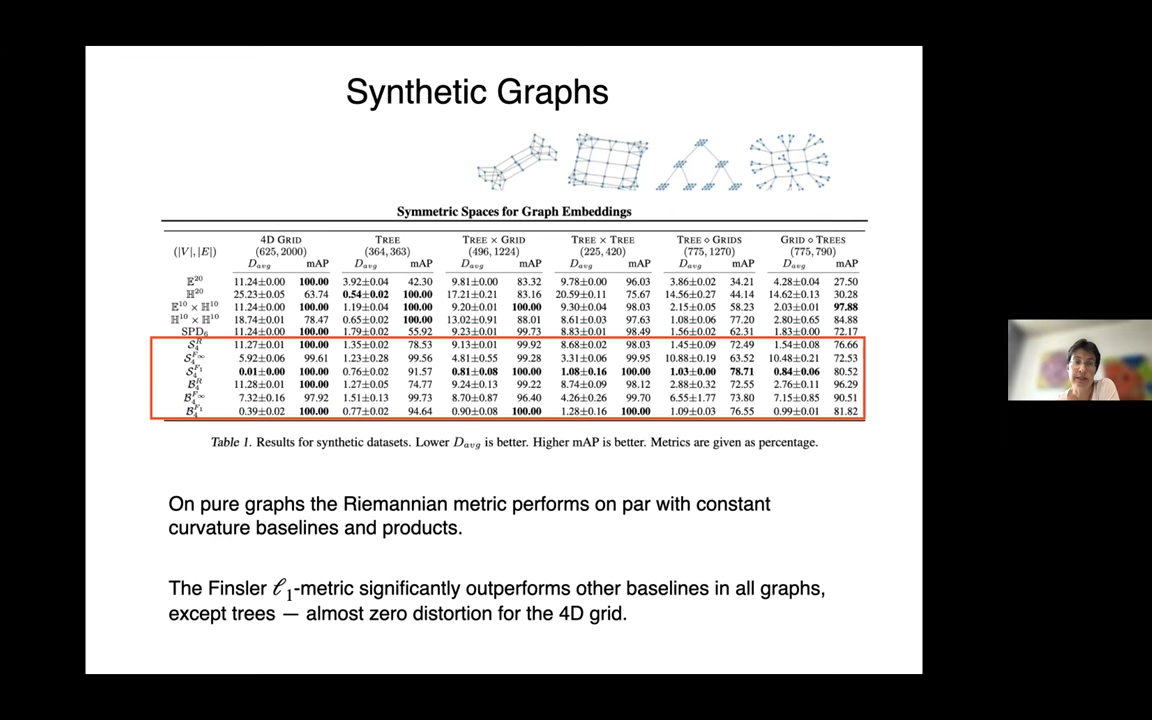 Synthetic Graphs
Symmetric Spaces for Graph Embeddings
4D GRID TREE TREE × GRID TREE × TREE TREE ⋄ GRIDS GRID ⋄ TREES
(|V|, |E|) (625, 2000) (364, 363) (496, 1224) (225, 420) (775, 1270) (775, 790)
D_avg mAP D_avg mAP D_avg mAP D_avg mAP D_avg mAP D_avg mAP
𝔼²⁰ 11.24±0.00 100.00 3.92±0.04 42.30 9.81±0.00 83.32 9.78±0.00 96.03 3.86±0.02 34.21 4.28±0.04 27.50
ℍ²⁰ 25.23±0.05 63.74 0.54±0.02 100.00 17.21±0.21 83.16 20.59±0.11 75.67 14.56±0.27 44.14 14.62±0.13 30.28
𝔼¹⁰ × ℍ¹⁰ 11.24±0.00 100.00 1.19±0.04 100.00 9.20±0.01 100.00 9.30±0.04 98.03 2.15±0.05 58.23 2.03±0.01 97.88
ℍ¹⁰ × ℍ¹⁰ 18.74±0.01 78.47 0.65±0.02 100.00 13.02±0.91 88.01 8.61±0.03 97.63 1.08±0.06 77.20 2.80±0.65 84.88
SPD₆ 11.24±0.00 100.00 1.79±0.02 55.92 9.23±0.01 99.73 8.83±0.01 98.49 1.56±0.02 62.31 1.83±0.00 72.17
S₄^R 11.27±0.01 100.00 1.35±0.02 78.53 9.13±0.01 99.92 8.68±0.02 98.03 1.45±0.09 72.49 1.54±0.08 76.66
S₄^F∞ 5.92±0.06 99.61 1.23±0.28 99.56 4.81±0.55 99.28 3.31±0.06 99.95 10.88±0.19 63.52 10.48±0.21 72.53
S₄^F₁ 0.01±0.00 100.00 0.76±0.02 91.57 0.81±0.08 100.00 1.08±0.16 100.00 1.03±0.00 78.71 0.84±0.06 80.52
B₄^R 11.28±0.01 100.00 1.27±0.05 74.77 9.24±0.13 99.22 8.74±0.09 98.12 2.88±0.32 72.55 2.76±0.11 96.29
B₄^F∞ 7.32±0.16 97.92 1.51±0.13 99.73 8.70±0.87 96.40 4.26±0.26 99.70 6.55±1.77 73.80 7.15±0.85 90.51
B₄^F₁ 0.39±0.02 100.00 0.77±0.02 94.64 0.90±0.08 100.00 1.28±0.16 100.00 1.09±0.03 76.55 0.99±0.01 81.82
Table 1. Results for synthetic datasets. Lower D_avg is better. Higher mAP is better. Metrics are given as percentage.
On pure graphs the Riemannian metric performs on par with constant
curvature baselines and products.
The Finsler ℓ₁-metric significantly outperforms other baselines in all graphs,
except trees — almost zero distortion for the 4D grid.